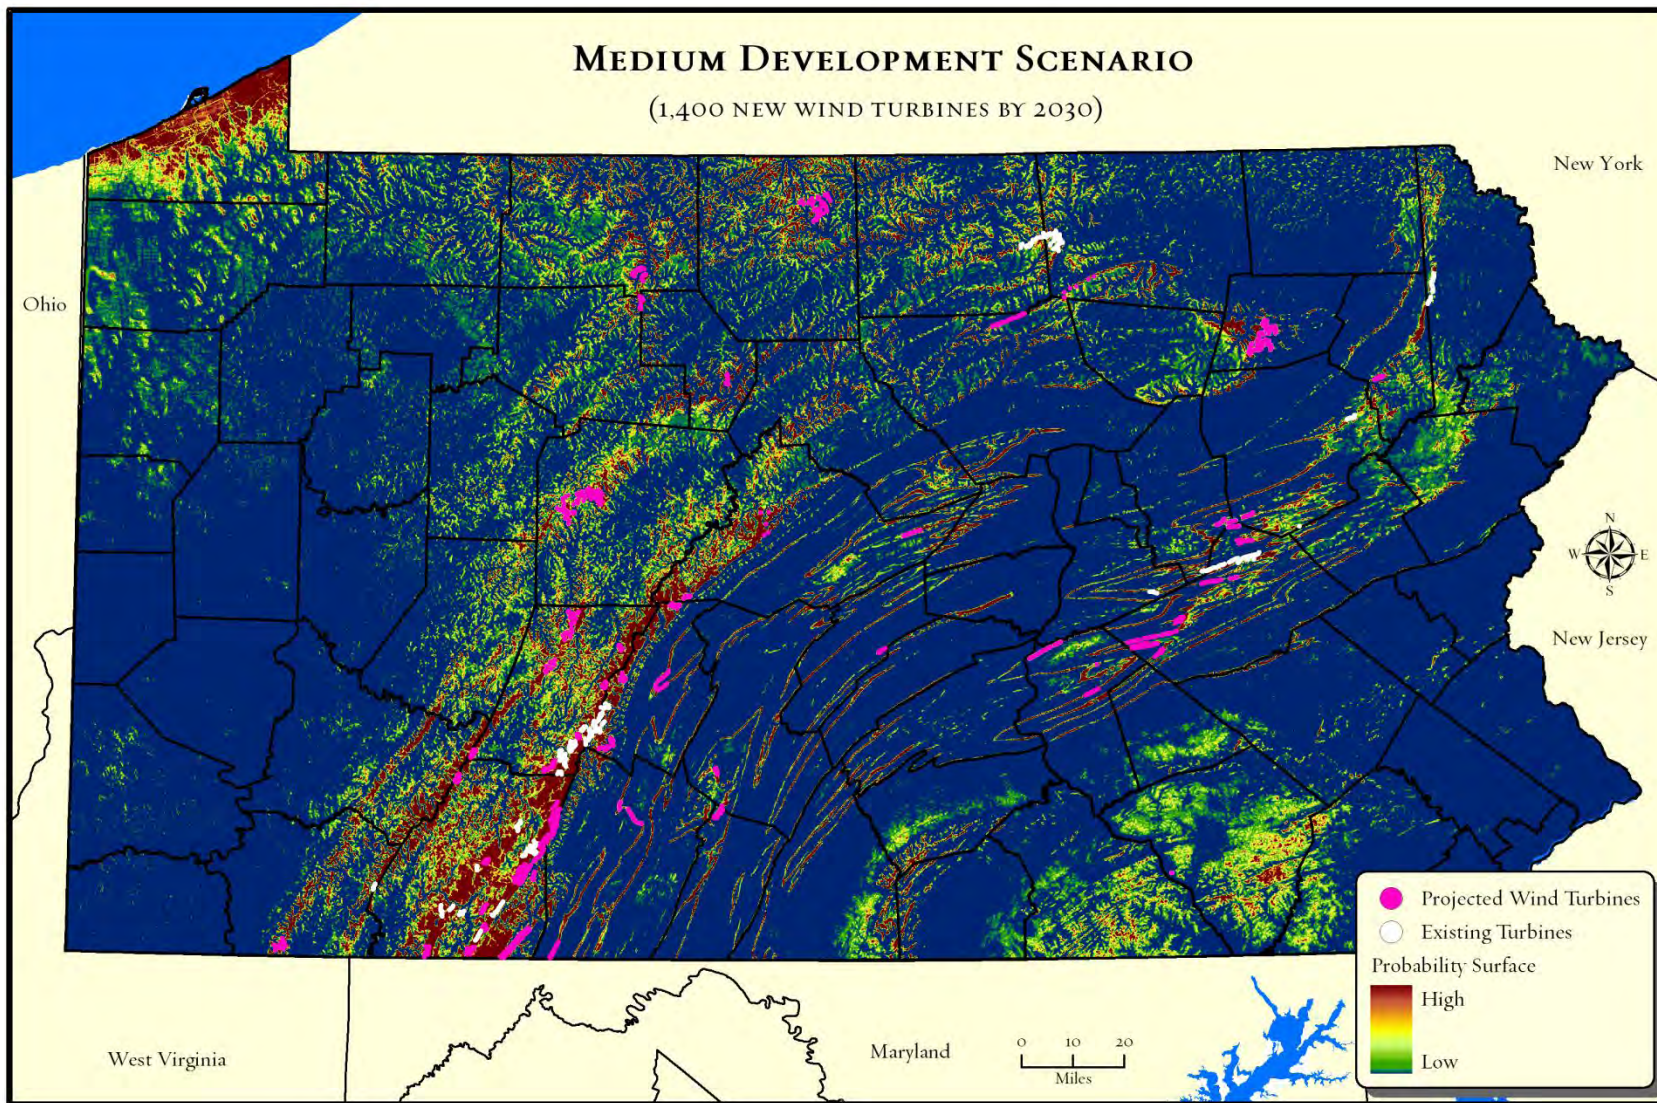 MEDIUM DEVELOPMENT SCENARIO
(1,400 NEW WIND TURBINES BY 2030)
New York
Ohio
N
W E
S
New Jersey
Projected Wind Turbines
Existing Turbines
Probability Surface
High
Low
West Virginia
Maryland
0 10 20
Miles